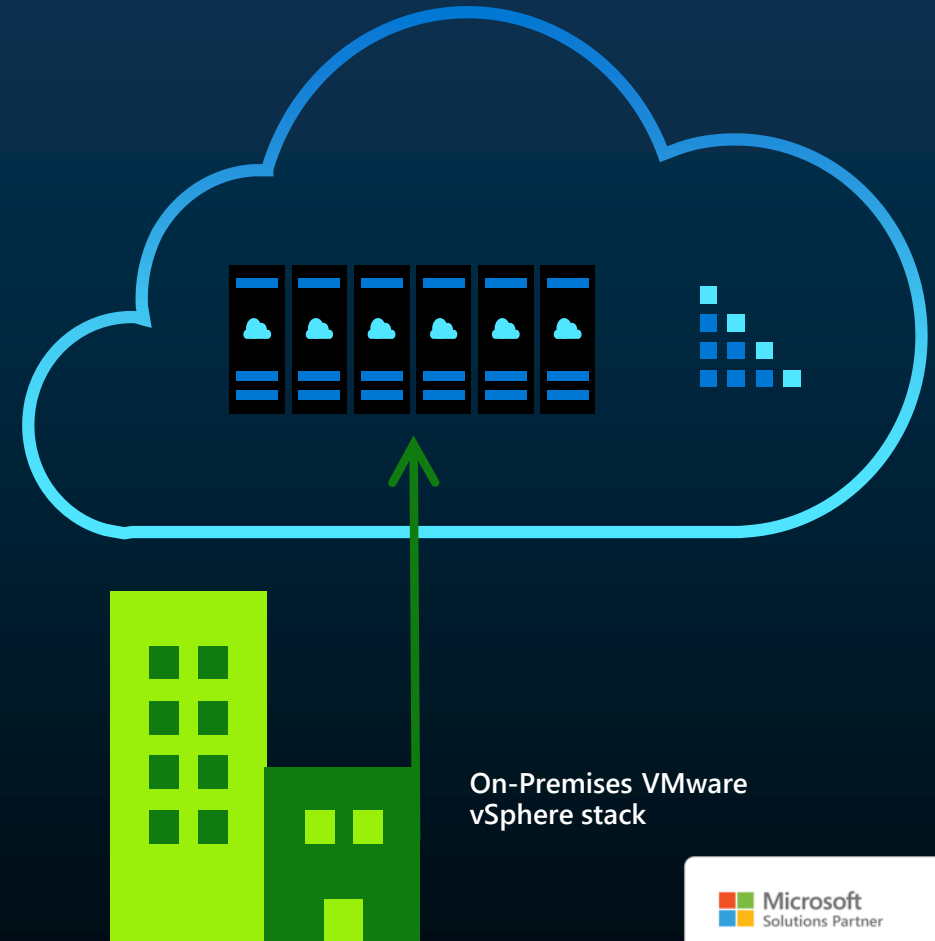 On-Premises VMware
vSphere stack
Microsoft
Solutions Partner